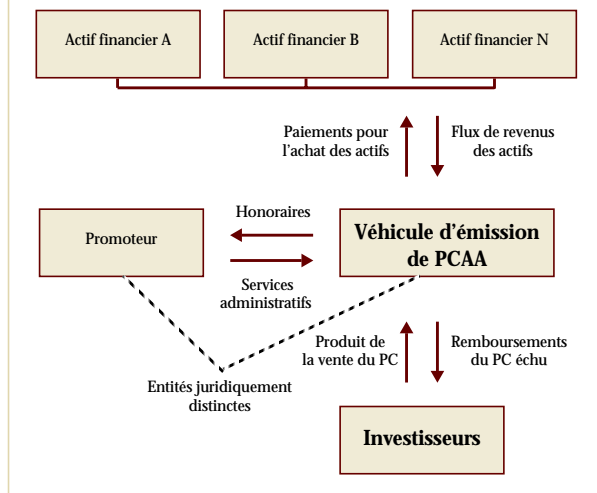 Actif financier A
Actif financier B
Actif financier N
Paiements pour
l'achat des actifs
Flux de revenus
des actifs
Promoteur
Honoraires
Services
administratifs
Véhicule d'émission
de PCAA
Produit de
la vente du PC
Remboursements
du PC échu
Entités juridiquement
distinctes
Investisseurs